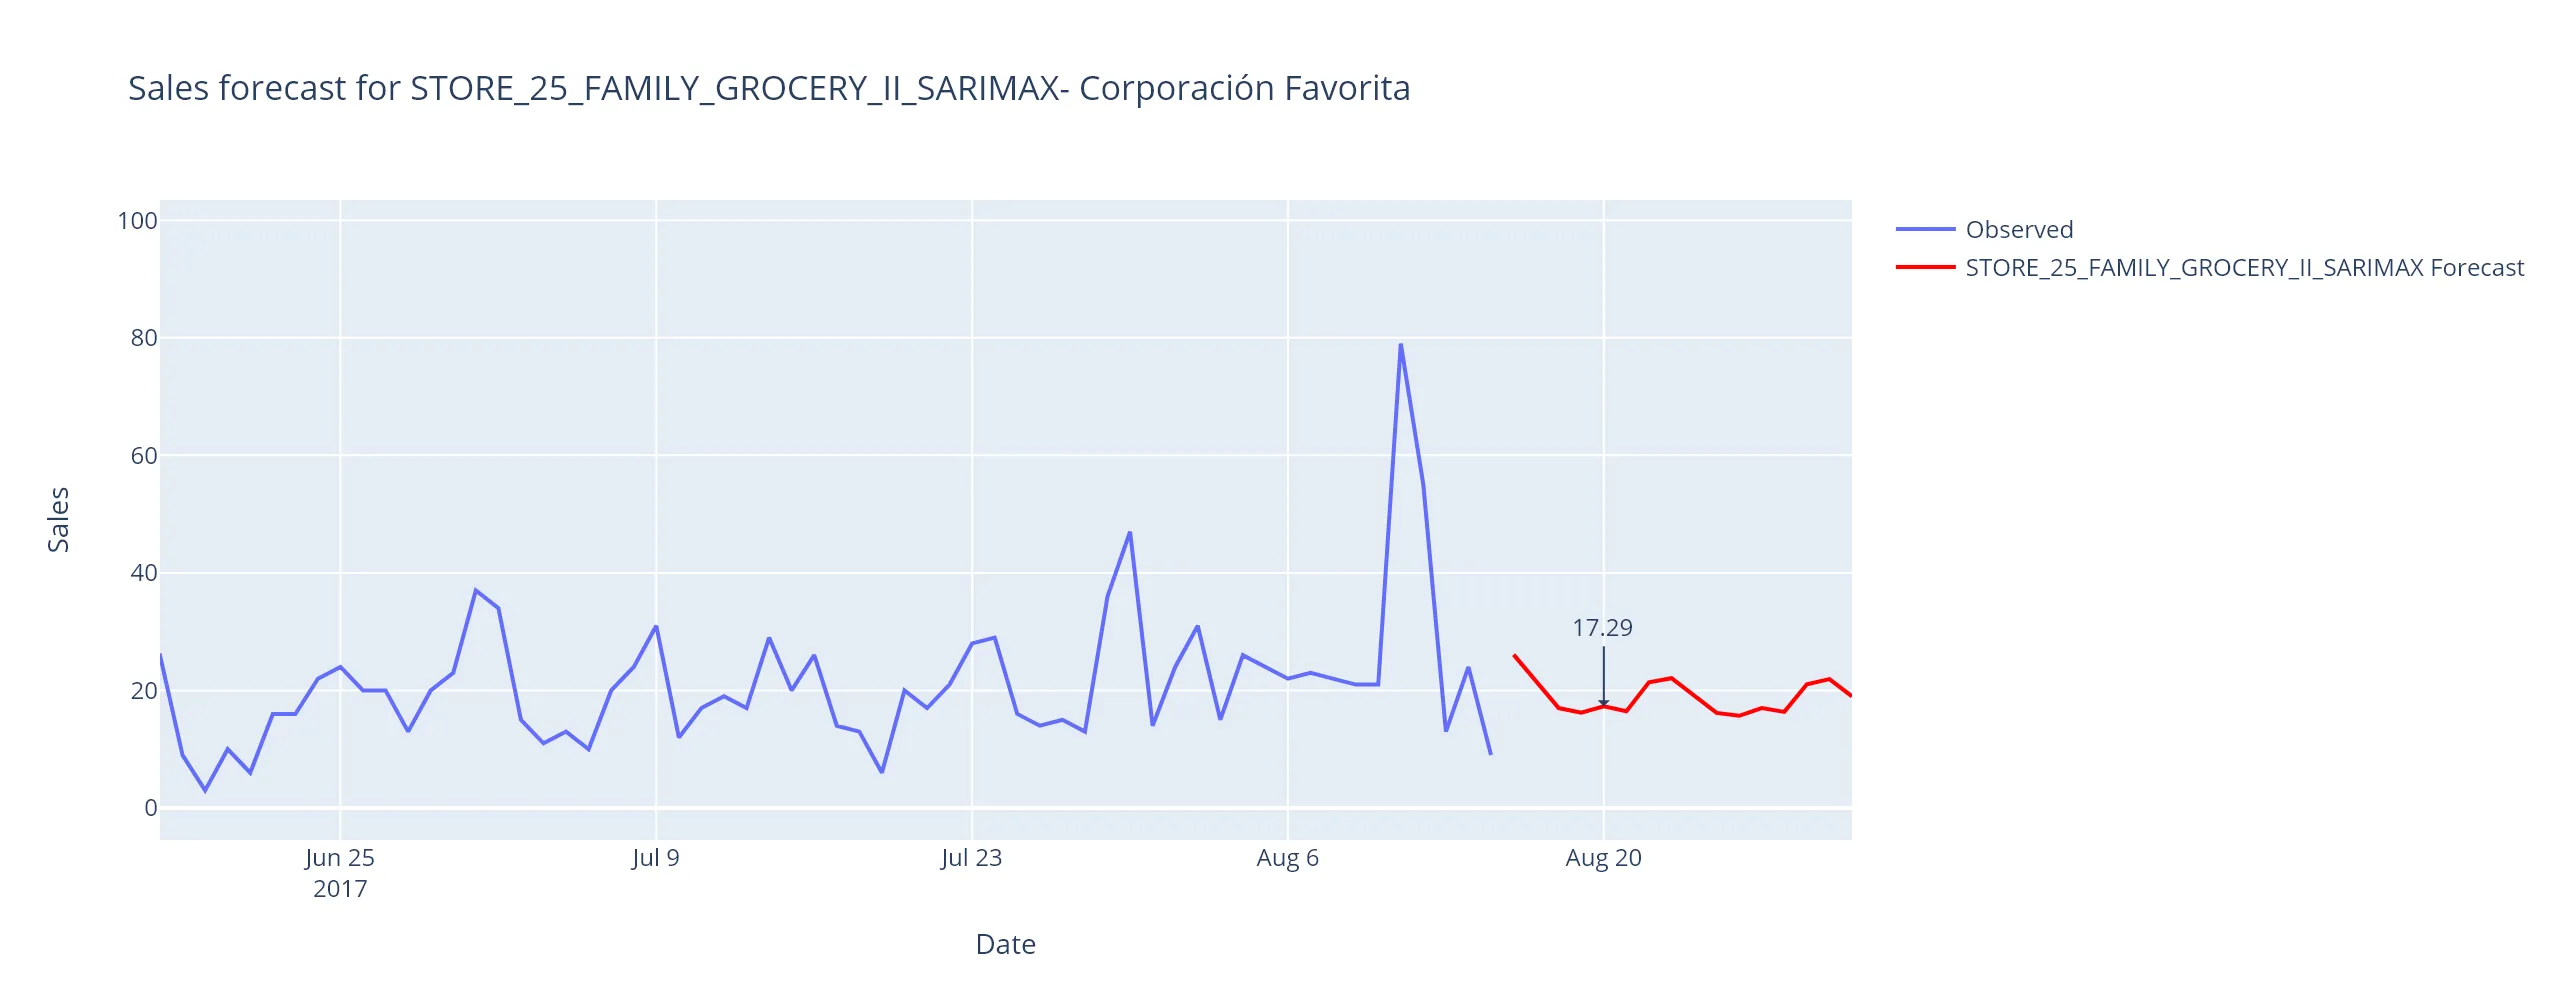 Sales forecast for STORE_25_FAMILY_GROCERY_II_SARIMAX- Corporación Favorita
Observed
STORE_25_FAMILY_GROCERY_II_SARIMAX Forecast
100
80
60
40
20
0
Sales
17.29
Jun 25
2017
Jul 9
Jul 23
Aug 6
Aug 20
Date